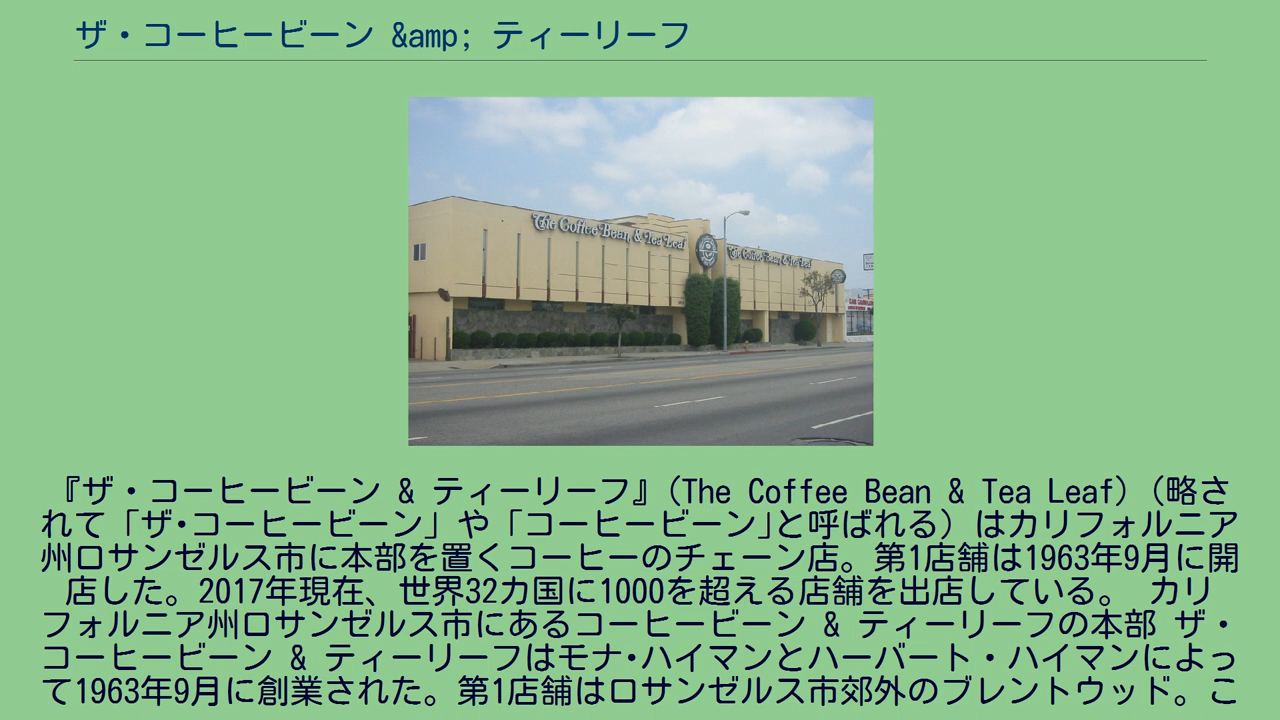 ザ・コーヒービーン &amp; ティーリーフ
The Coffee Bean & Tea Leaf
The Coffee Bean & Tea Leaf
『ザ・コーヒービーン & ティーリーフ』(The Coffee Bean & Tea Leaf) (略さ
れて「ザ・コーヒービーン」や「コーヒービーン」と呼ばれる) はカリフォルニア
州ロサンゼルス市に本部を置くコーヒーのチェーン店。第1店舗は1963年9月に開
店した。2017年現在、世界32カ国に1000を超える店舗を出店している。 カリ
フォルニア州ロサンゼルス市にあるコーヒービーン & ティーリーフの本部 ザ・
コーヒービーン & ティーリーフはモナ・ハイマンとハーバート・ハイマンによっ
て1963年9月に創業された。第1店舗はロサンゼルス市郊外のブレントウッド。こ